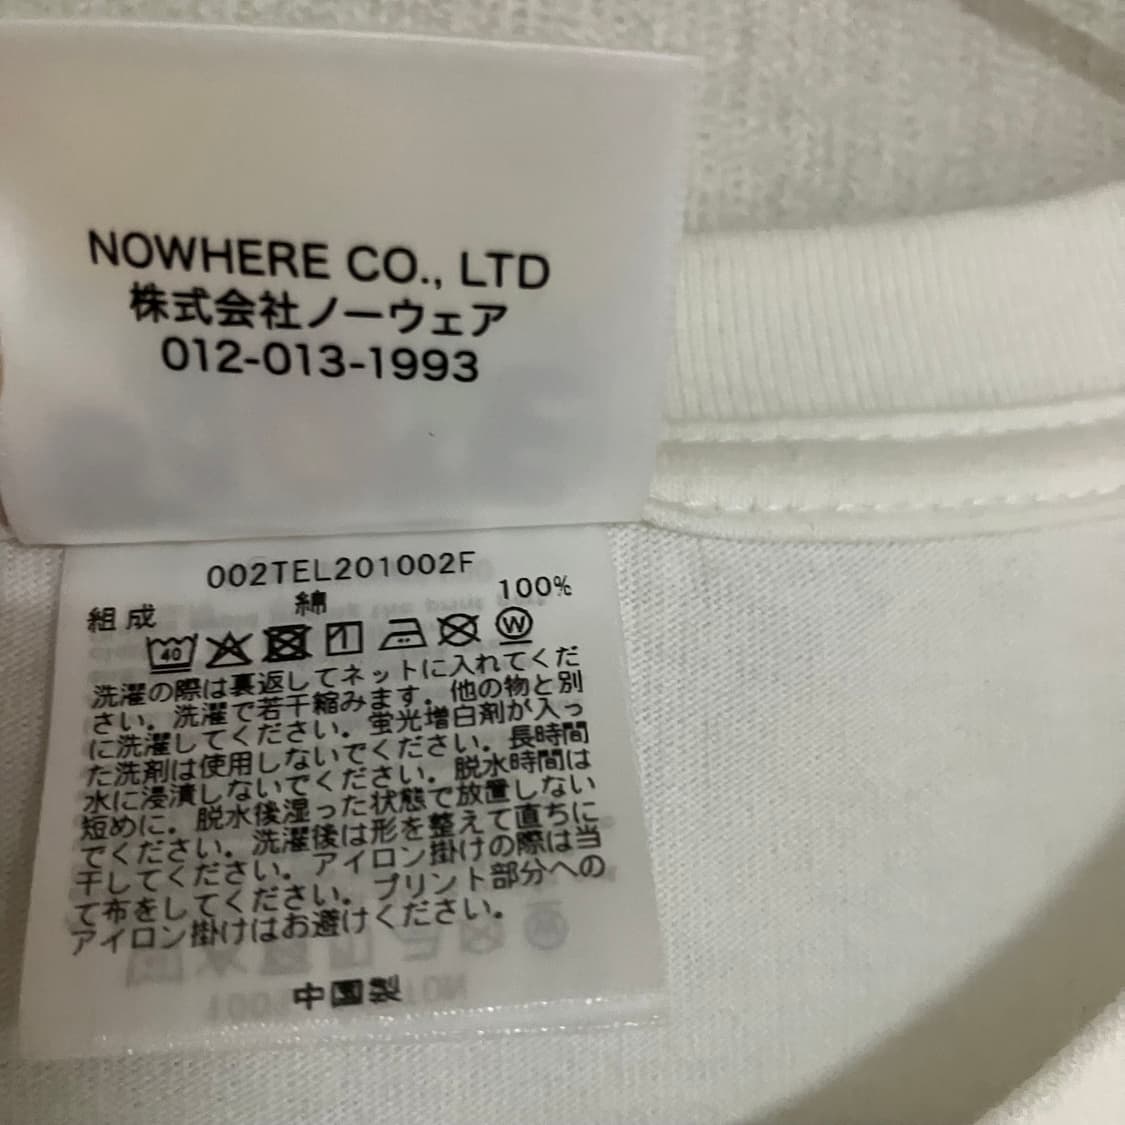 NOWHERE CO., LTD
株式会社ノーウェア
012-013-1993
002TEL201002F
組成 綿 100%
40 W
洗濯の際は裏返してネットに入れてくだ
さい。洗濯で若干縮みます。他の物と別
に洗濯してください。蛍光増白剤が入っ
た洗剤は使用しないでください。長時間
水に浸漬しないでください。脱水時間は
短めに。脱水後湿った状態で放置しない
でください。洗濯後は形を整えて直ちに
干してください。アイロン掛けの際は当
て布をしてください。プリント部分への
アイロン掛けはお避けください。
中国製